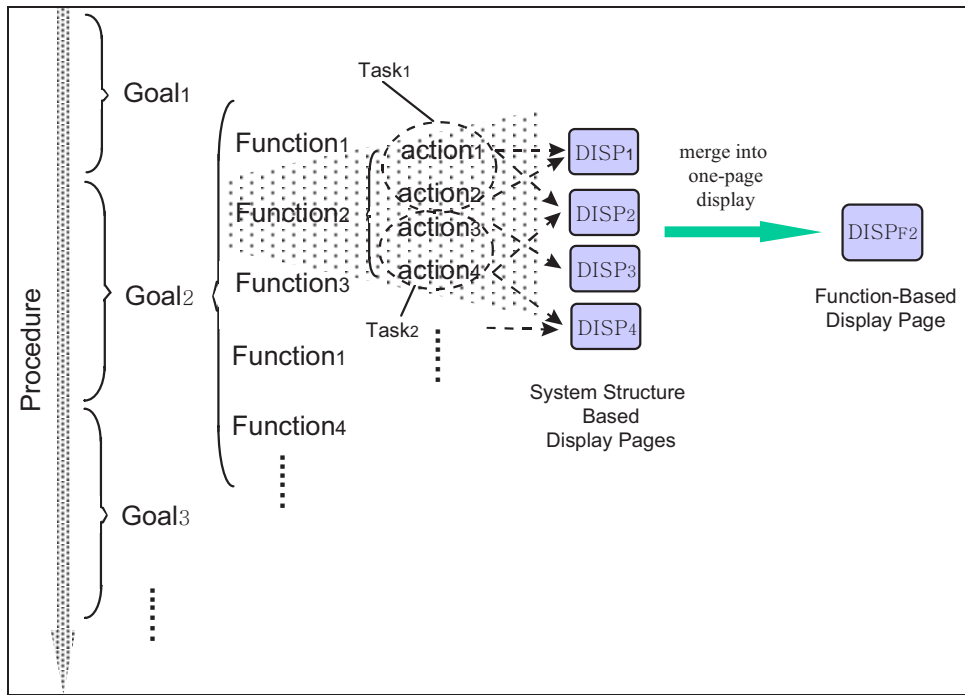 Procedure
Goal1
Goal2
Goal3
Function1
Function2
Function3
Function1
Function4
Task1
action1
action2
action3
action4
Task2
DISP1
DISP2
DISP3
DISP4
System Structure
Based
Display Pages
merge into
one-page
display
DISPF2
Function-Based
Display Page